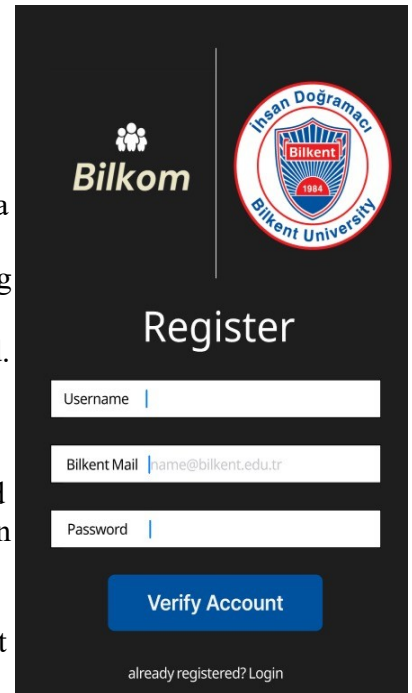 a
g
l.
d
n
t
Bilkom
İhsan Doğramacı
Bilkent
1984
Bilkent University
Register
Username
Bilkent Mail name@bilkent.edu.tr
Password
Verify Account
already registered? Login